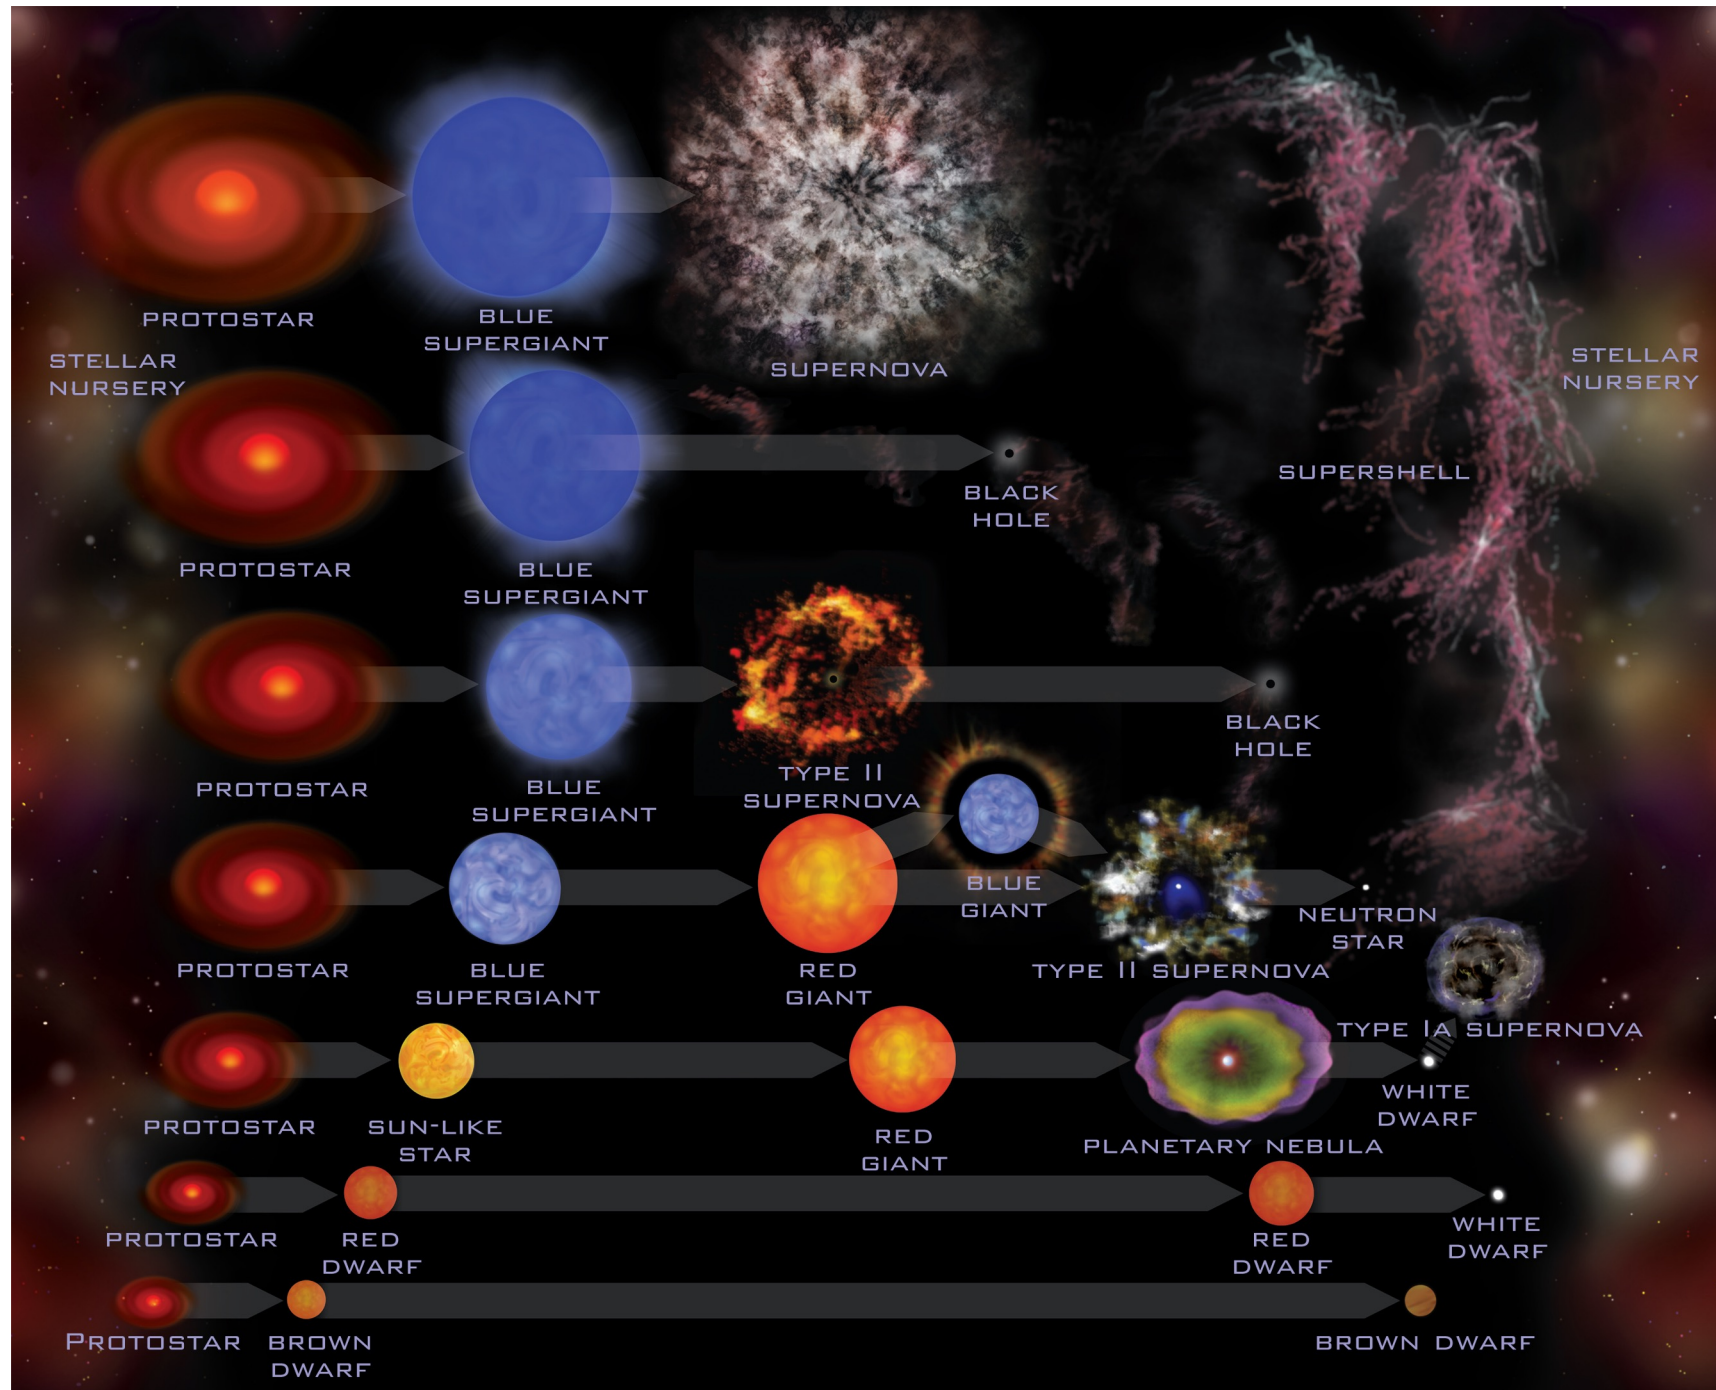 PROTOSTAR
BLUE
SUPERGIANT
SUPERNOVA
STELLAR
NURSERY
STELLAR
NURSERY
PROTOSTAR
BLUE
SUPERGIANT
BLACK
HOLE
SUPERSHELL
PROTOSTAR
BLUE
SUPERGIANT
TYPE II
SUPERNOVA
BLACK
HOLE
PROTOSTAR
BLUE
SUPERGIANT
RED
GIANT
BLUE
GIANT
TYPE II SUPERNOVA
NEUTRON
STAR
PROTOSTAR
SUN-LIKE
STAR
RED
GIANT
PLANETARY NEBULA
TYPE IA SUPERNOVA
WHITE
DWARF
PROTOSTAR
RED
DWARF
RED
DWARF
WHITE
DWARF
PROTOSTAR
BROWN
DWARF
BROWN DWARF